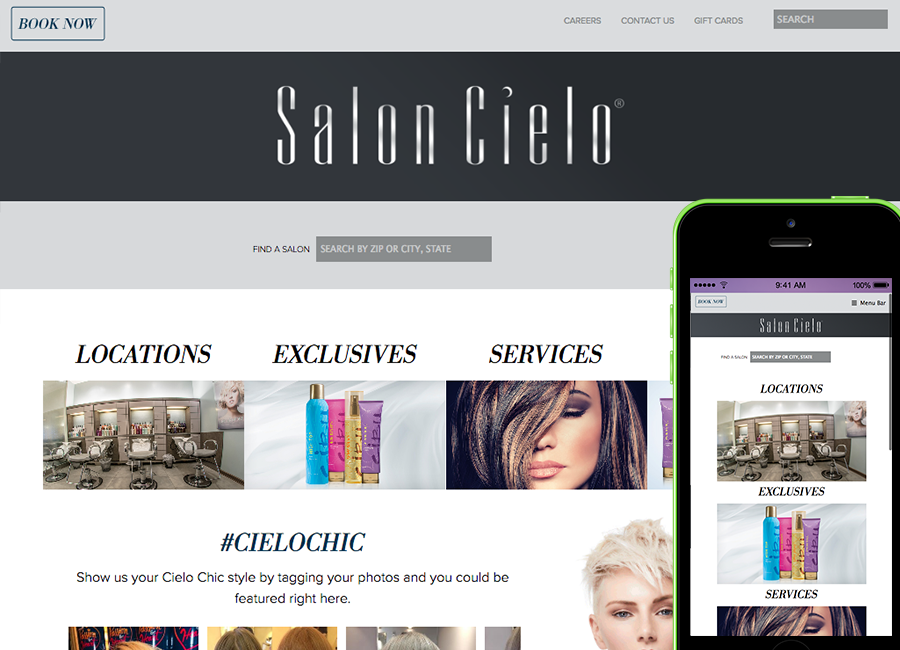 BOOK NOW
CAREERS CONTACT US GIFT CARDS SEARCH
Salon Cielo®
FIND A SALON SEARCH BY ZIP OR CITY, STATE
LOCATIONS EXCLUSIVES SERVICES
#CIELOCHIC
Show us your Cielo Chic style by tagging your photos and you could be
featured right here.
9:41 AM 100%
BOOK NOW Menu Bar
Salon Cielo
FIND A SALON SEARCH BY ZIP OR CITY, STATE
LOCATIONS
EXCLUSIVES
SERVICES